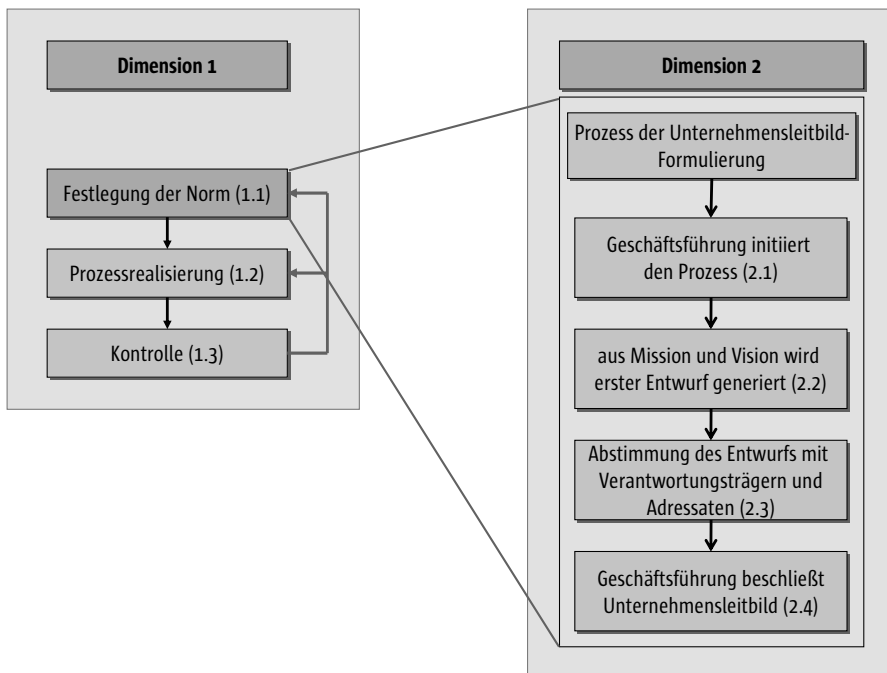 Dimension 1
Festlegung der Norm (1.1)
Prozessrealisierung (1.2)
Kontrolle (1.3)
Dimension 2
Prozess der Unternehmensleitbild-
Formulierung
Geschäftsführung initiiert
den Prozess (2.1)
aus Mission und Vision wird
erster Entwurf generiert (2.2)
Abstimmung des Entwurfs mit
Verantwortungsträgern und
Adressaten (2.3)
Geschäftsführung beschließt
Unternehmensleitbild (2.4)